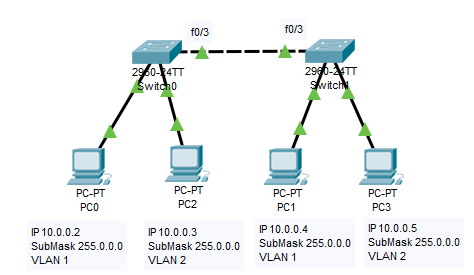 f0/3
f0/3
2960-24TT
Switch0
2960-24TT
Switch1
PC-PT
PC0
PC-PT
PC2
PC-PT
PC1
PC-PT
PC3
IP 10.0.0.2
SubMask 255.0.0.0
VLAN 1
IP 10.0.0.3
SubMask 255.0.0.0
VLAN 2
IP 10.0.0.4
SubMask 255.0.0.0
VLAN 1
IP 10.0.0.5
SubMask 255.0.0.0
VLAN 2